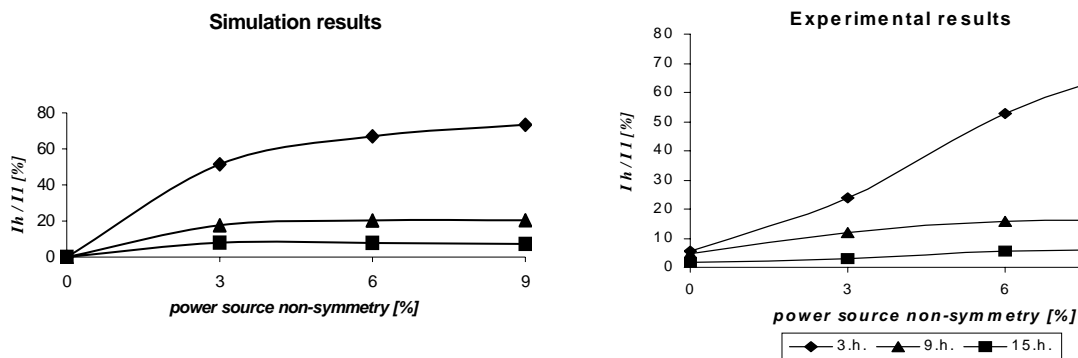 Simulation results
80
60
40
20
0
Ih / I1 [%]
0 3 6 9
power source non-symmetry [%]
Experimental results
80
70
60
50
40
30
20
10
0
Ih / I1 [%]
0 3 6
power source non-symmetry [%]
3.h. 9.h. 15.h.